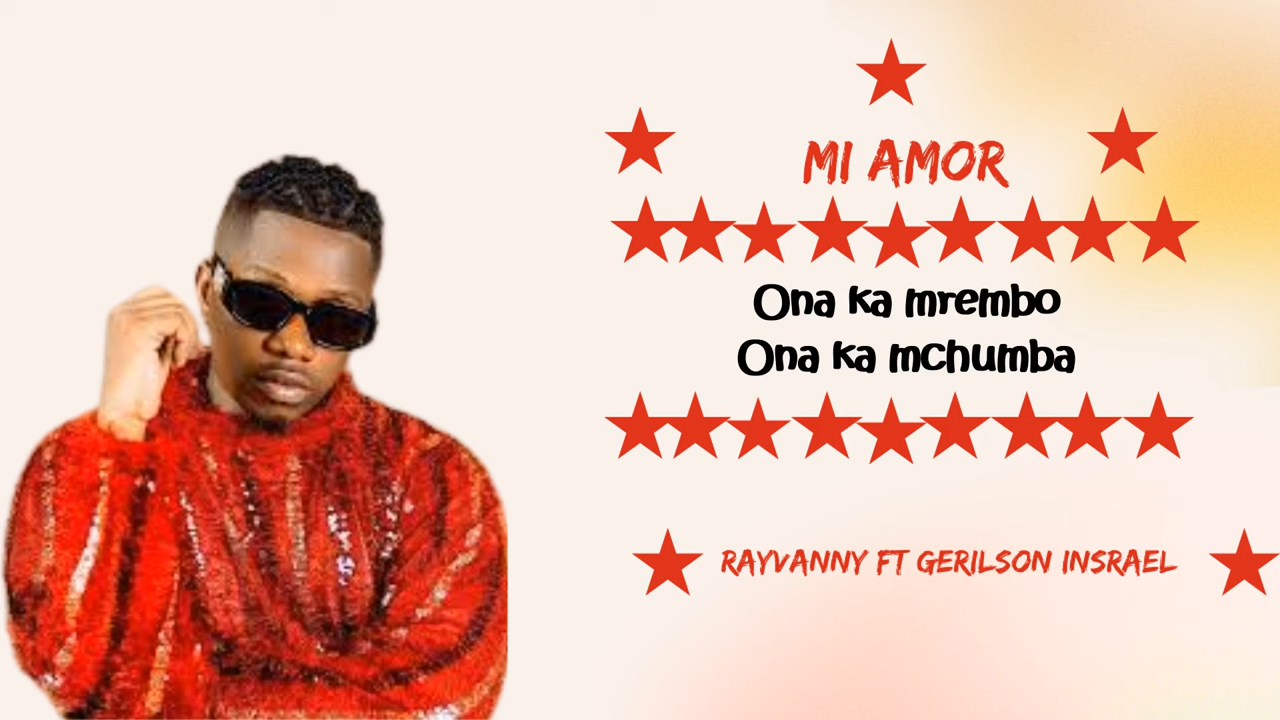 MI AMOR
Ona ka mrembo
Ona ka mchumba
RAYVANNY FT GERILSON INSRAEL